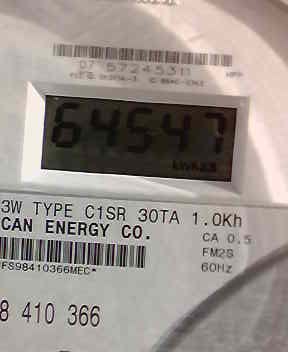 07 57245311
64547
3W TYPE C1SR 30TA 1.0Kh
CAN ENERGY CO.
CA 0.5
FM2S
60Hz
*FS98410366MEC*
8 410 366